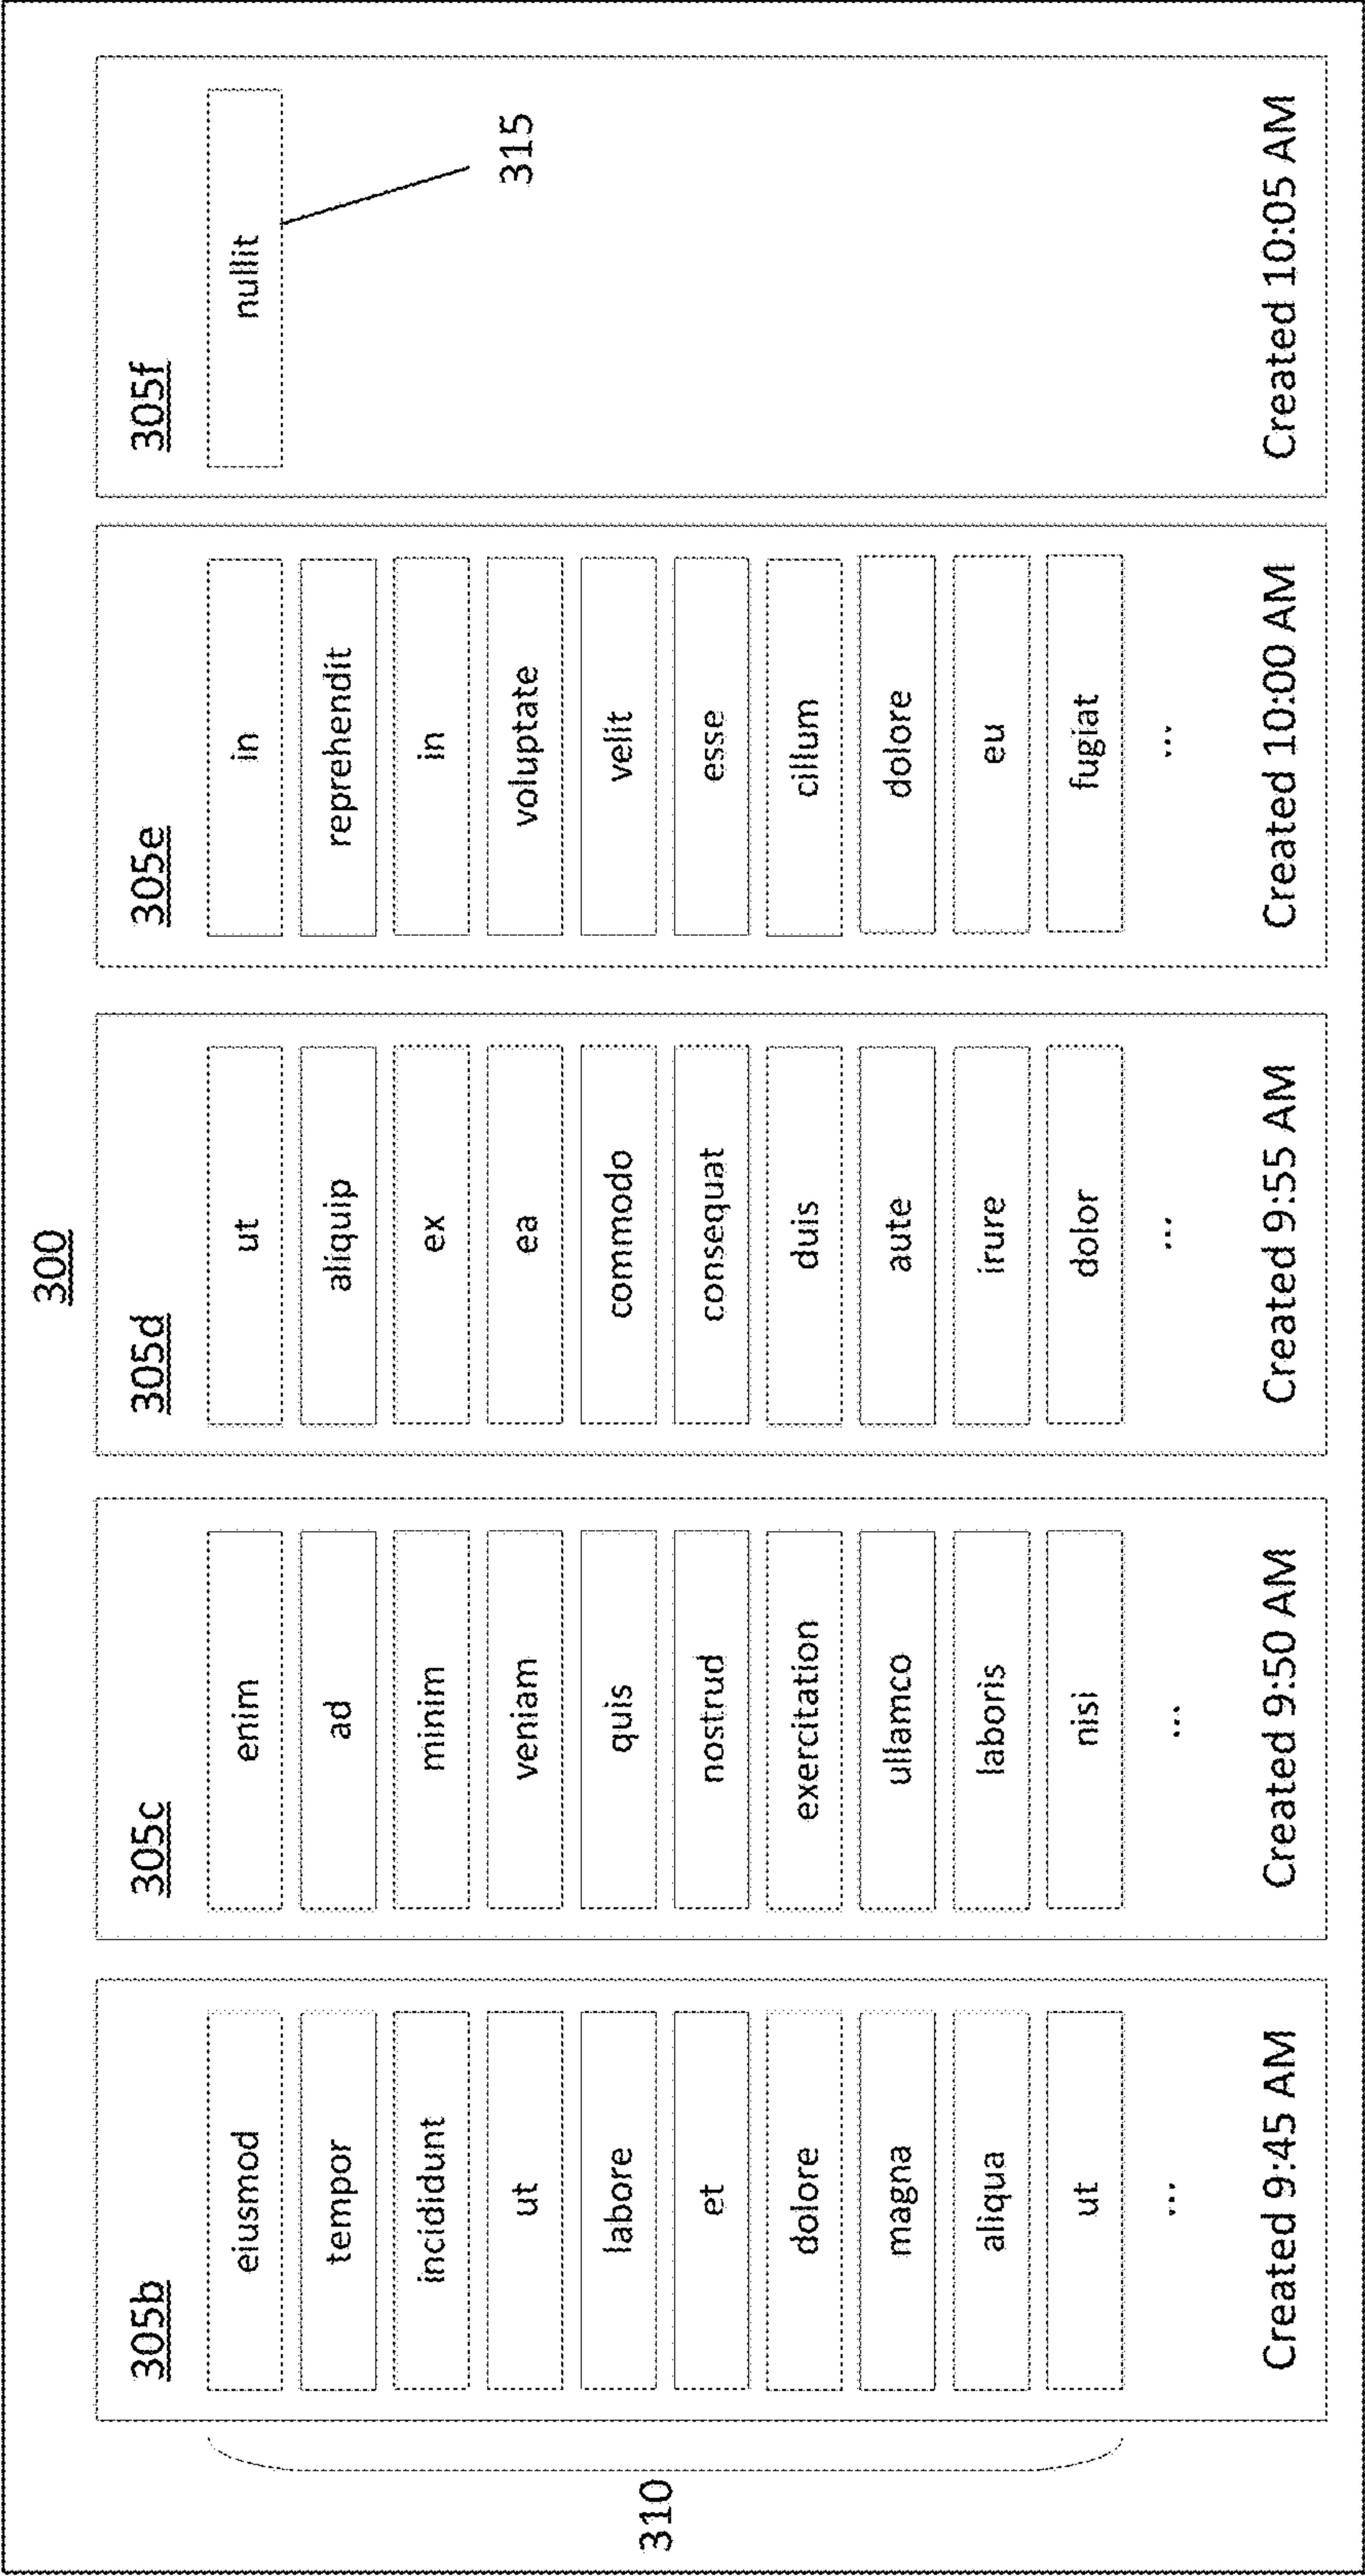 300
305b
eiusmod
tempor
incididunt
ut
labore
et
dolore
magna
aliqua
ut
...
Created 9:45 AM
310
305c
enim
ad
minim
veniam
quis
nostrud
exercitation
ullamco
laboris
nisi
...
Created 9:50 AM
305d
ut
aliquip
ex
ea
commodo
consequat
duis
aute
irure
dolor
...
Created 9:55 AM
305e
in
reprehendit
in
voluptate
velit
esse
cillum
dolore
eu
fugiat
...
Created 10:00 AM
305f
nullit
315
Created 10:05 AM